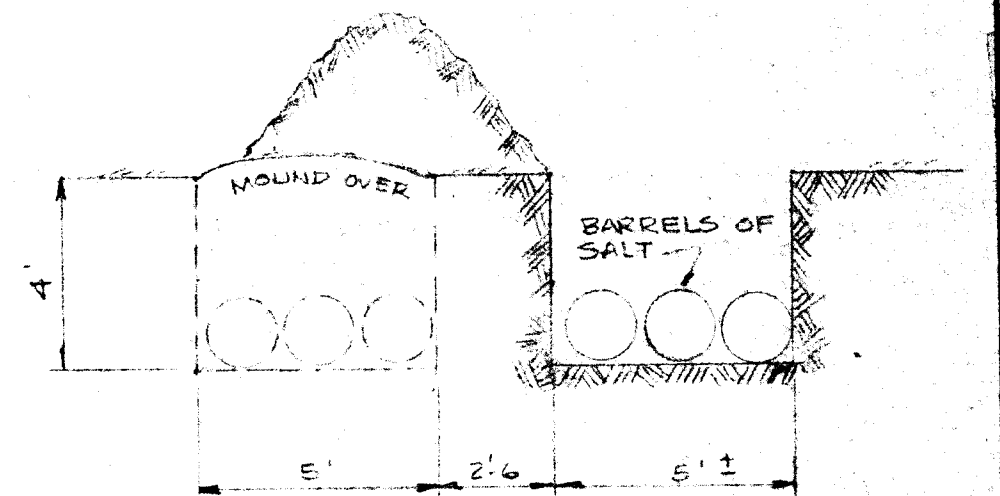 MOUND OVER
BARRELS OF
SALT
4'
5'
2'-6
5' ±